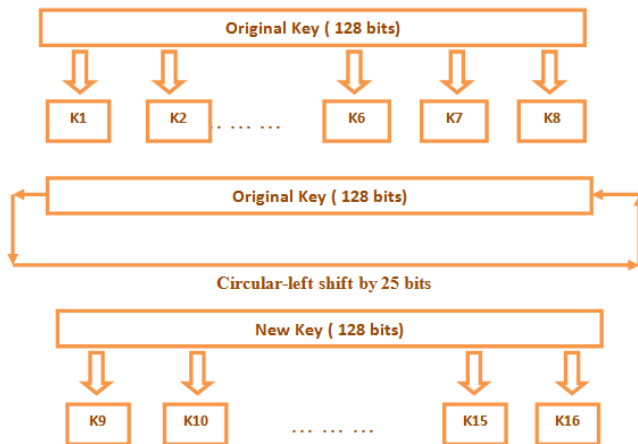 Original Key ( 128 bits)
K1 K2 ... ... ... K6 K7 K8
Original Key ( 128 bits)
Circular-left shift by 25 bits
New Key ( 128 bits)
K9 K10 ... ... ... K15 K16